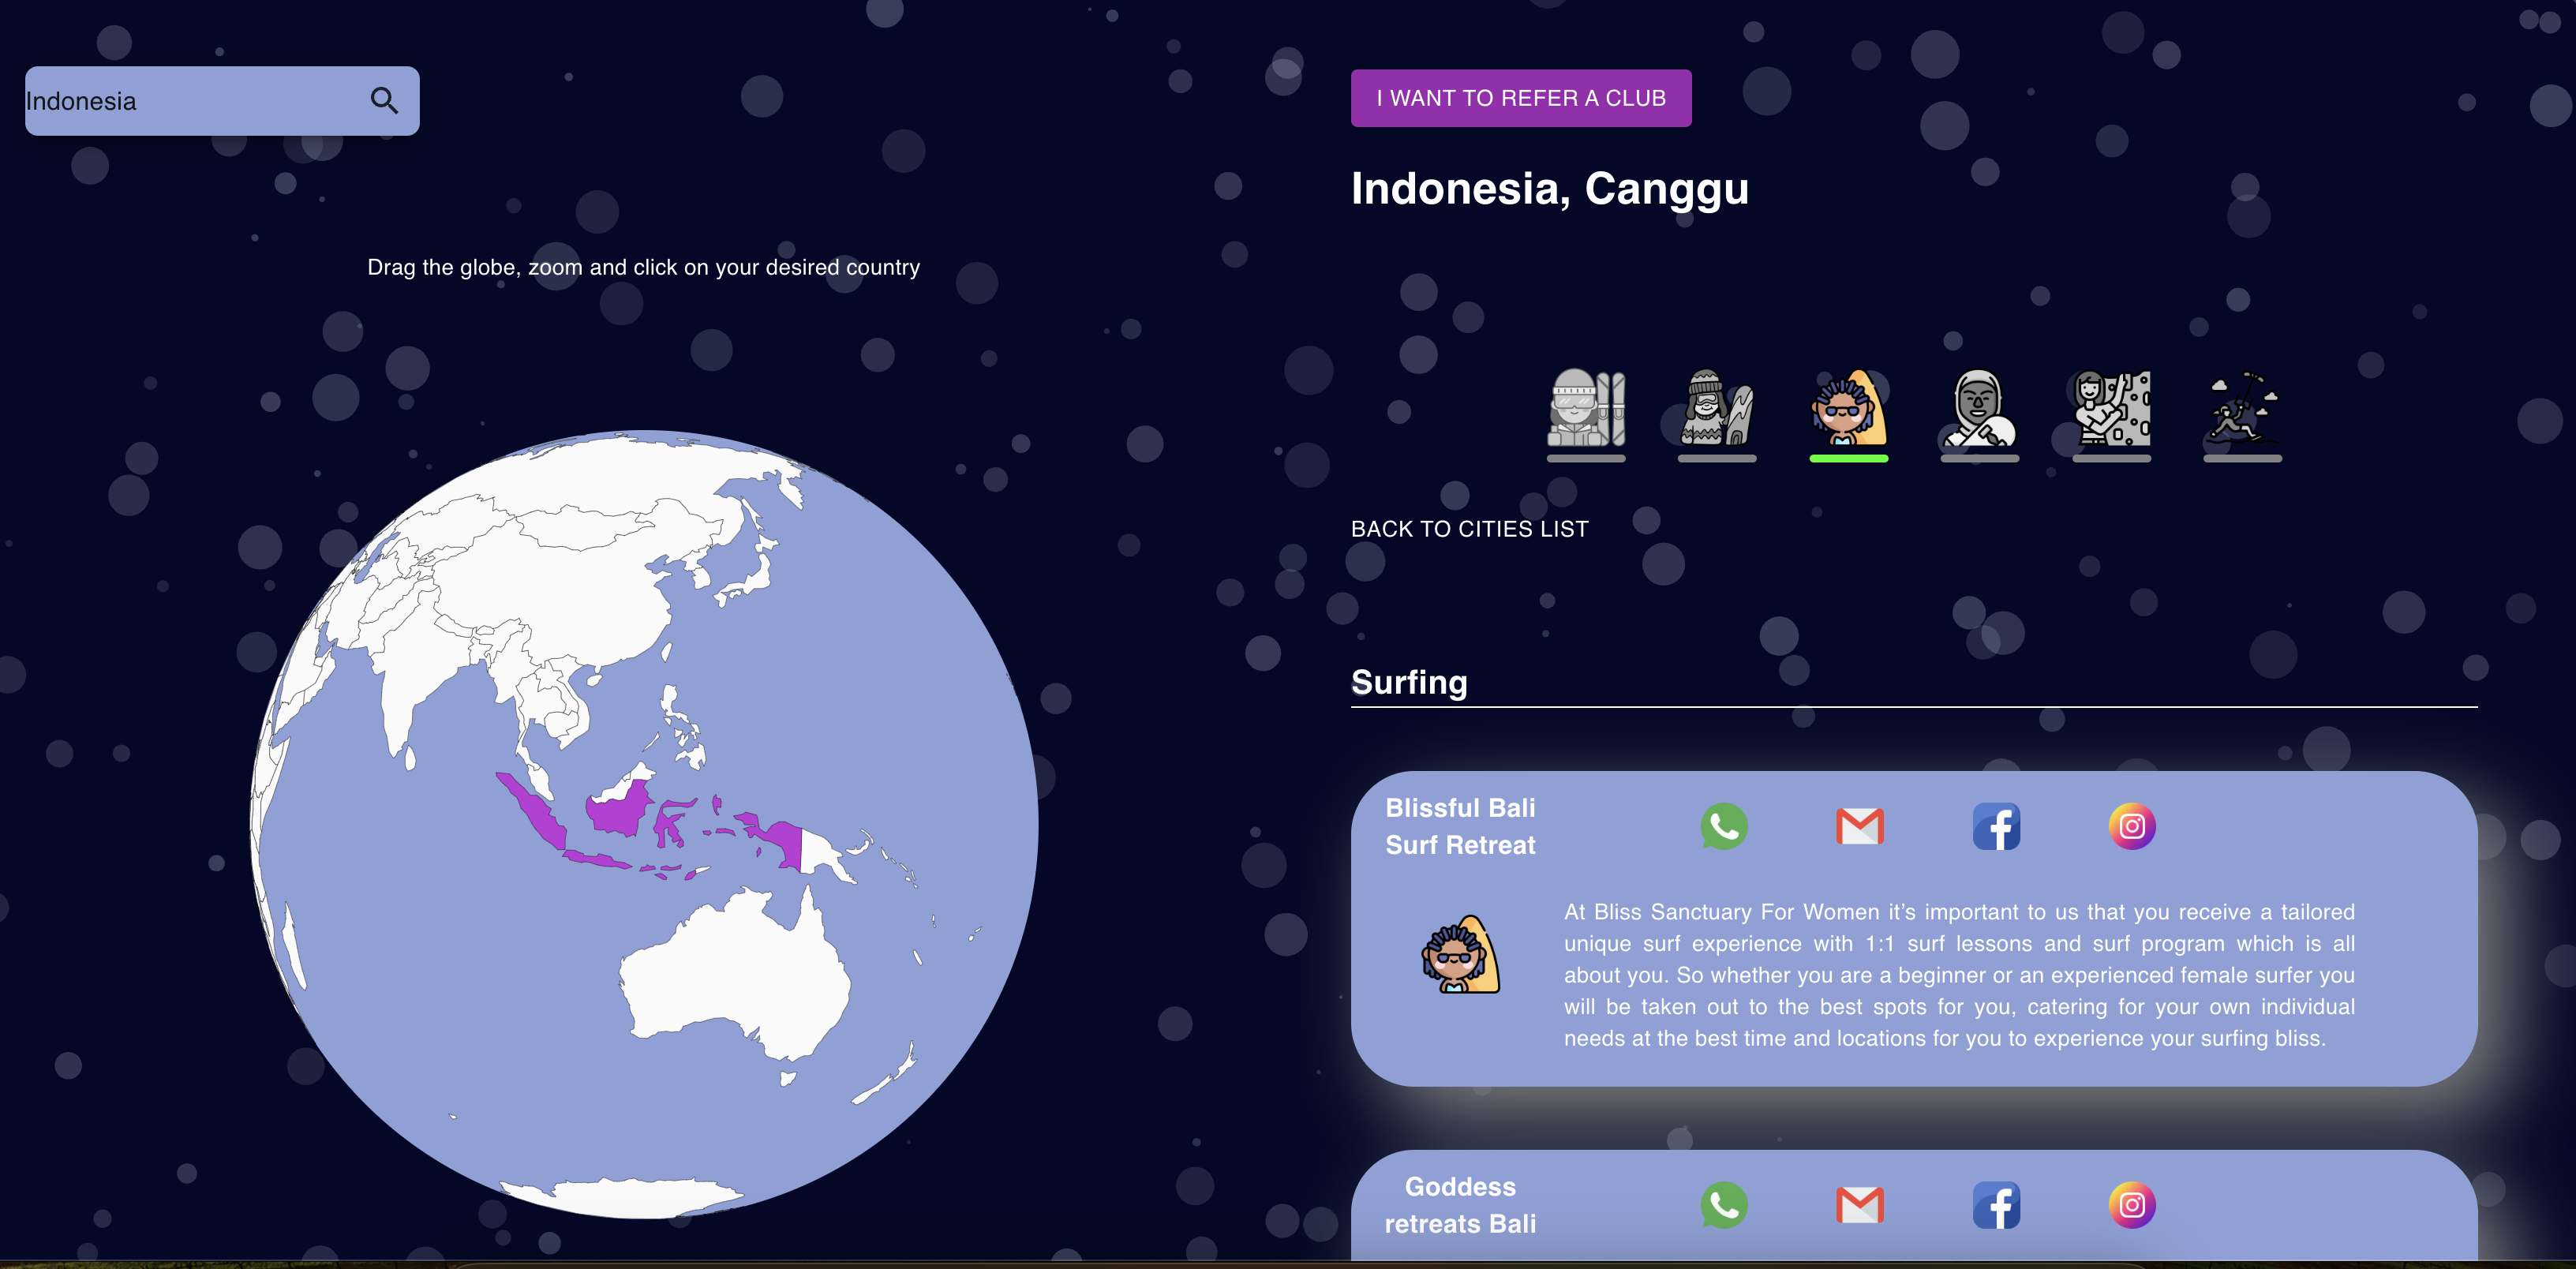 Indonesia
Drag the globe, zoom and click on your desired country
I WANT TO REFER A CLUB
Indonesia, Canggu
BACK TO CITIES LIST
Surfing
Blissful Bali
Surf Retreat
At Bliss Sanctuary For Women it’s important to us that you receive a tailored
unique surf experience with 1:1 surf lessons and surf program which is all
about you. So whether you are a beginner or an experienced female surfer you
will be taken out to the best spots for you, catering for your own individual
needs at the best time and locations for you to experience your surfing bliss.
Goddess
retreats Bali